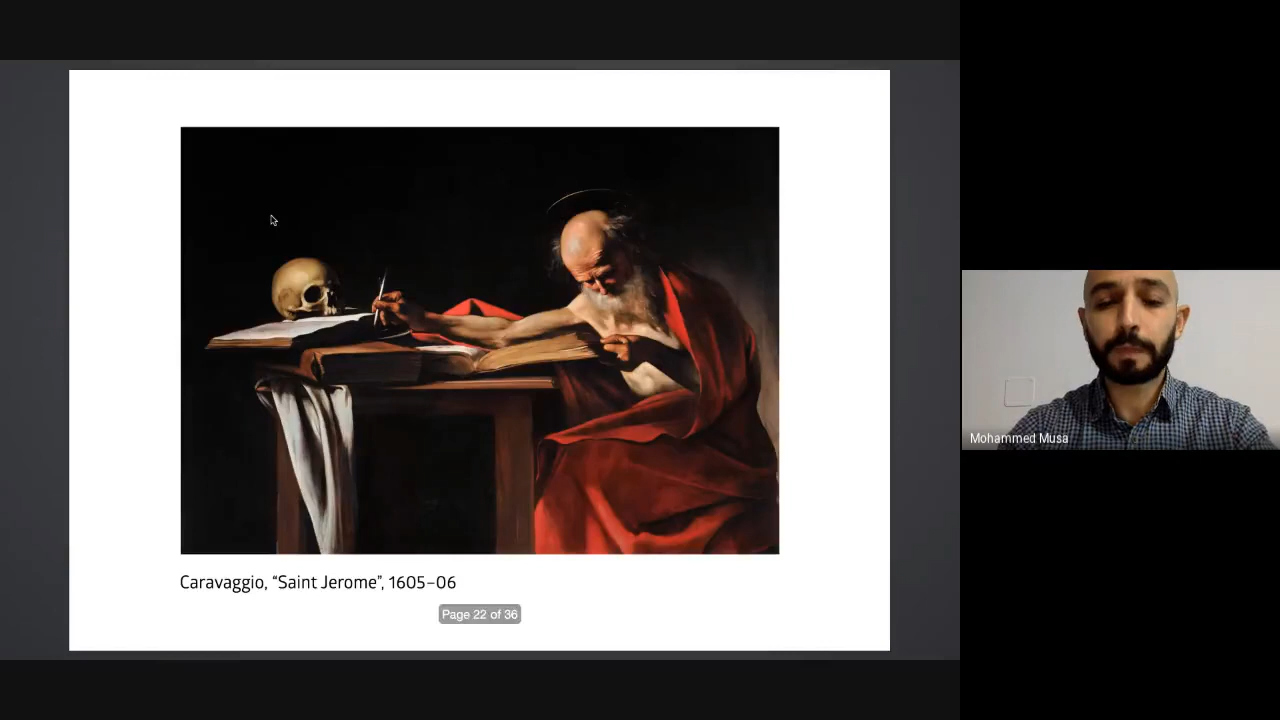 Caravaggio, “Saint Jerome”, 1605–06
Page 22 of 36
Mohammed Musa